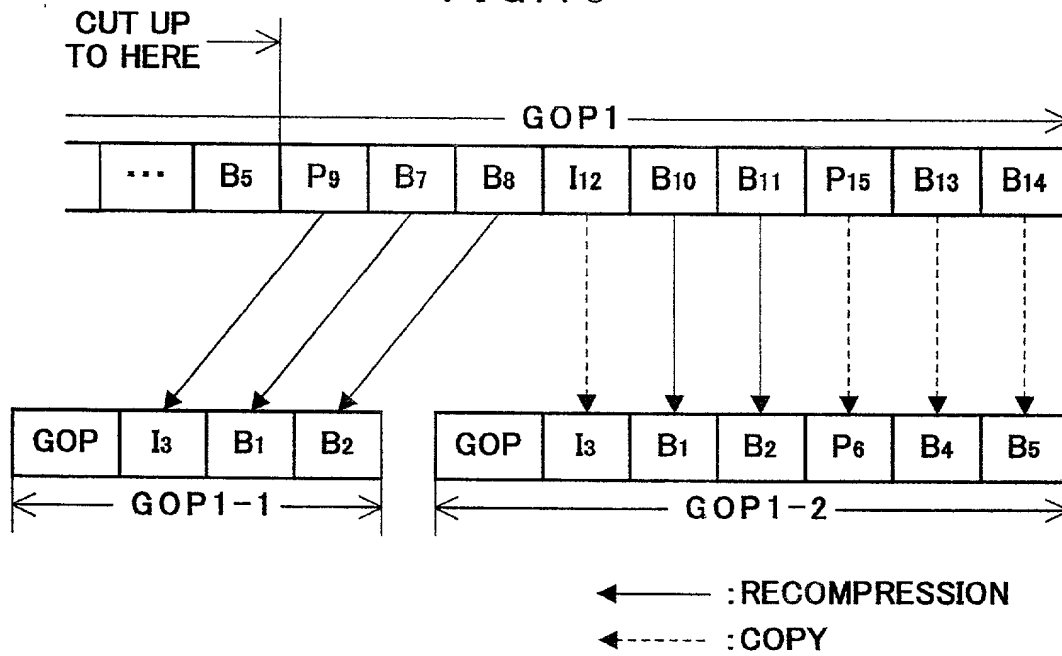 CUT UP
TO HERE
GOP1
... B5 P9 B7 B8 I12 B10 B11 P15 B13 B14
GOP I3 B1 B2 GOP I3 B1 B2 P6 B4 B5
GOP1-1 GOP1-2
:RECOMPRESSION
:COPY